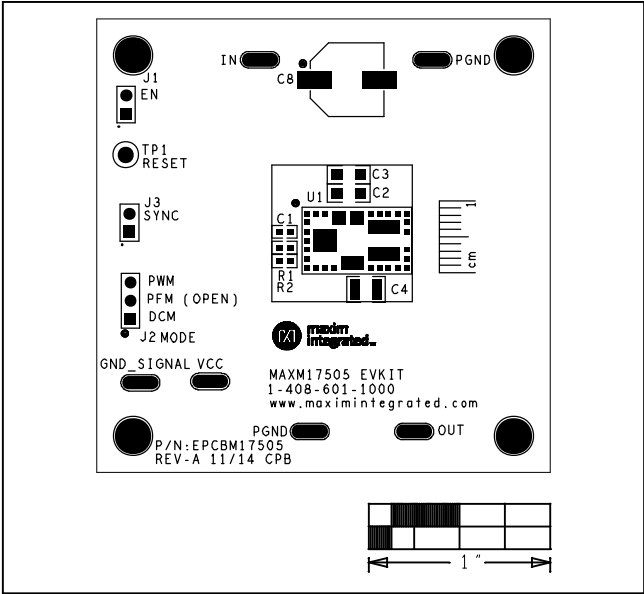 IN
PGND
J1
EN
C8
TP1
RESET
C3
C2
U1
J3
SYNC
C1
1
cm
R1
R2
C4
PWM
PFM (OPEN)
DCM
J2 MODE
maxim
integrated™
GND_SIGNAL VCC
MAXM17505 EVKIT
1-408-601-1000
www.maximintegrated.com
PGND
OUT
P/N:EPCBM17505
REV-A 11/14 CPB
1 "